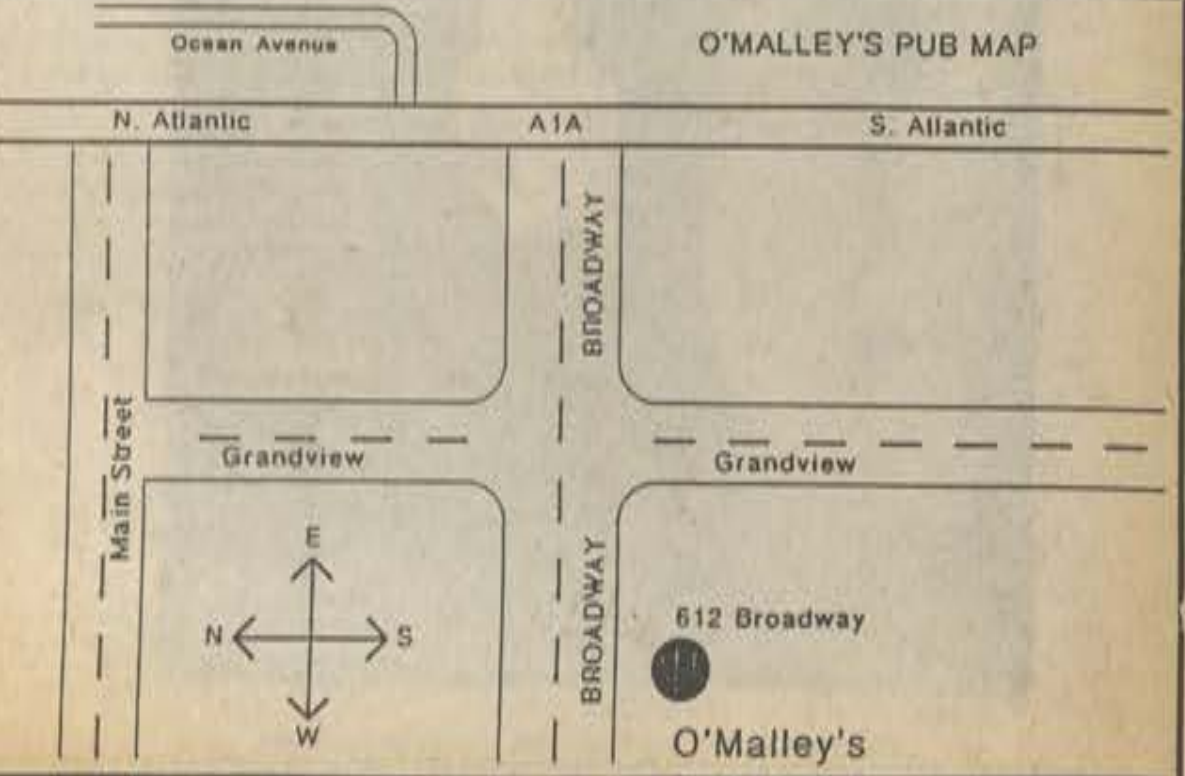 Ocean Avenue
O'MALLEY'S PUB MAP
N. Atlantic
A1A
S. Atlantic
BROADWAY
Main Street
Grandview
Grandview
E
N
S
W
BROADWAY
612 Broadway
O'Malley's